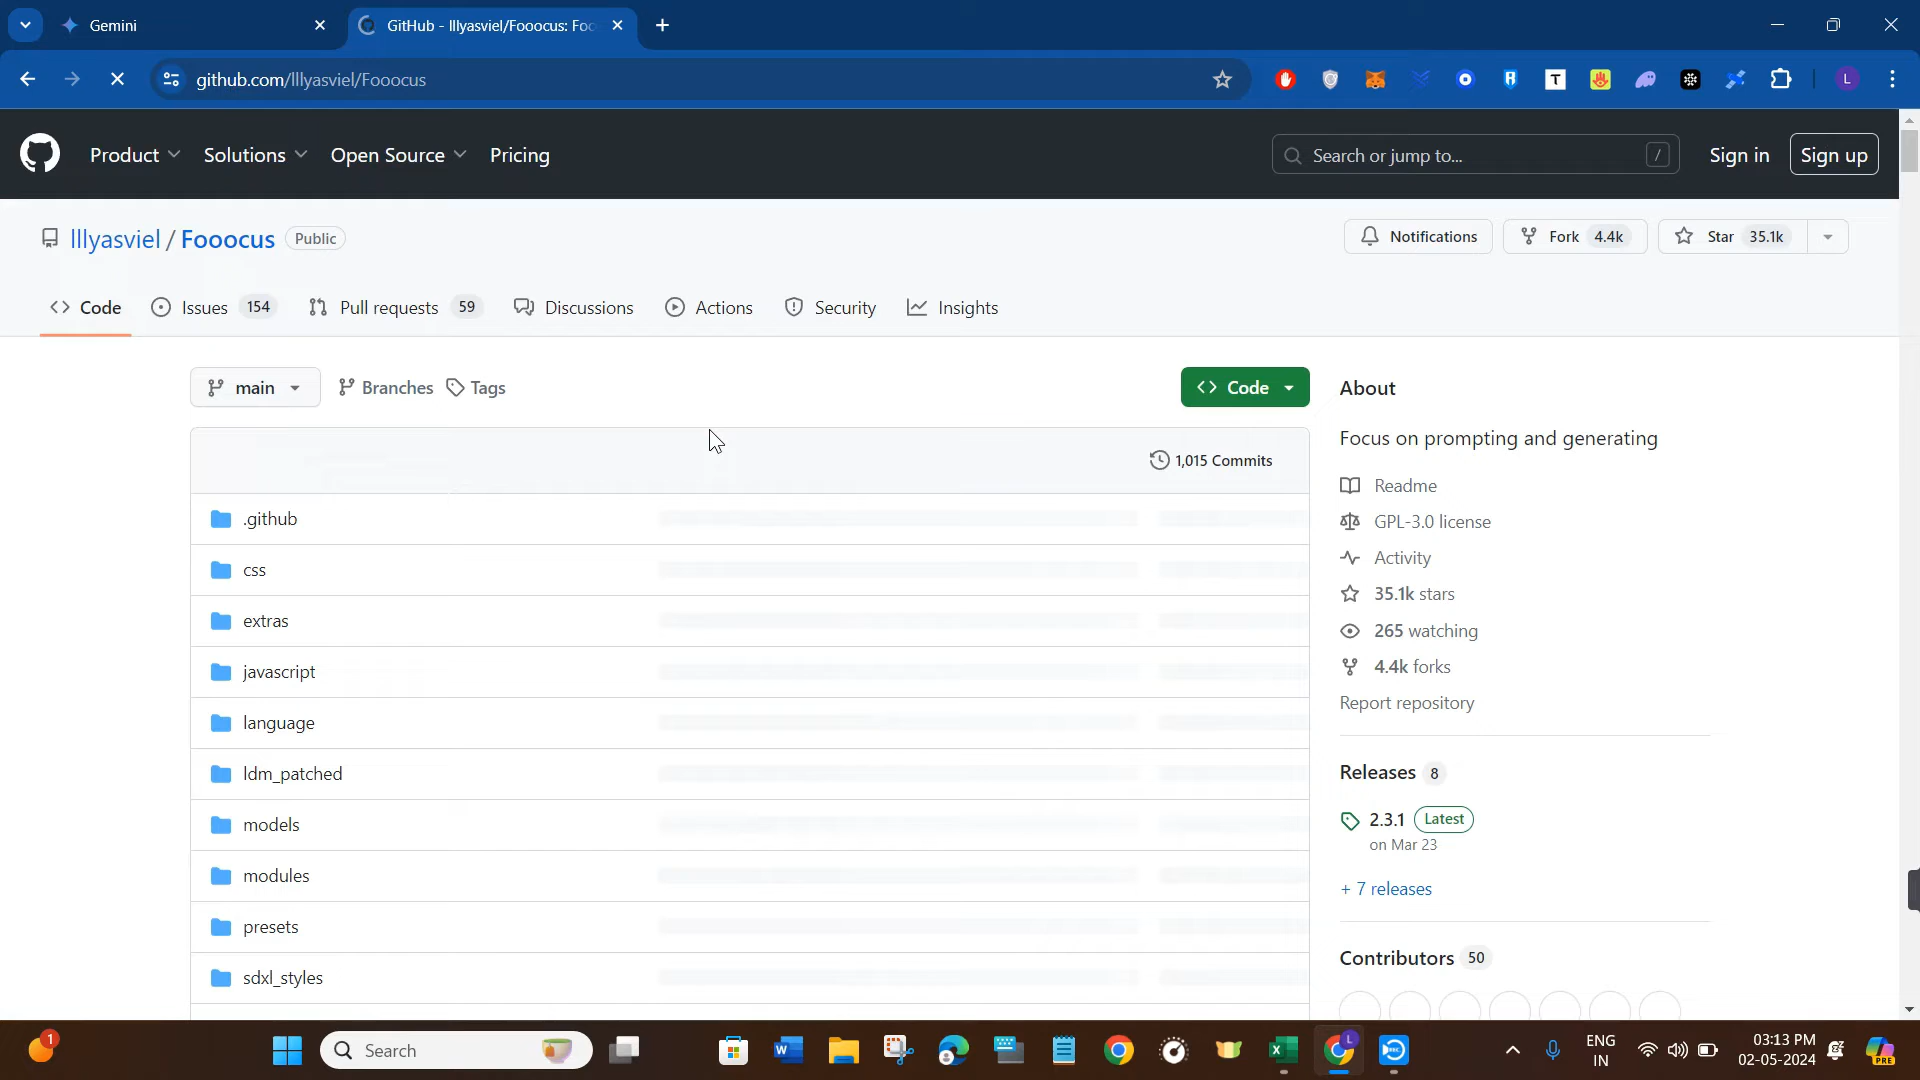 Gemini
GitHub - lllyasviel/Fooocus: Foo
github.com/lllyasviel/Fooocus
L
Product
Solutions
Open Source
Pricing
Search or jump to...
/
Sign in
Sign up
lllyasviel / Fooocus
Public
Notifications
Fork 4.4k
Star 35.1k
Code
Issues 154
Pull requests 59
Discussions
Actions
Security
Insights
main
Branches
Tags
Code
1,015 Commits
.github
css
extras
javascript
language
ldm_patched
models
modules
presets
sdxl_styles
About
Focus on prompting and generating
Readme
GPL-3.0 license
Activity
35.1k stars
265 watching
4.4k forks
Report repository
Releases 8
2.3.1 Latest
on Mar 23
+ 7 releases
Contributors 50
1
Search
ENG
IN
03:13 PM
02-05-2024
PRE